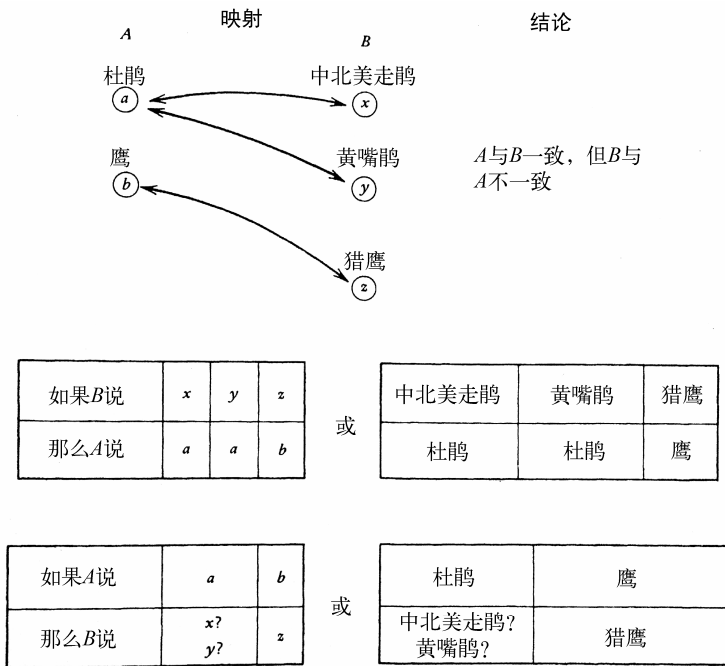 映射
结论
A
B
杜鹃
中北美走鹃
a
x
鹰
黄嘴鹃
A与B一致，但B与
A不一致
b
y
猎鹰
z
如果B说 x y z
那么A说 a a b
或
中北美走鹃 黄嘴鹃 猎鹰
杜鹃 杜鹃 鹰
如果A说 a b
那么B说 x? y? z
或
杜鹃 鹰
中北美走鹃? 黄嘴鹃? 猎鹰